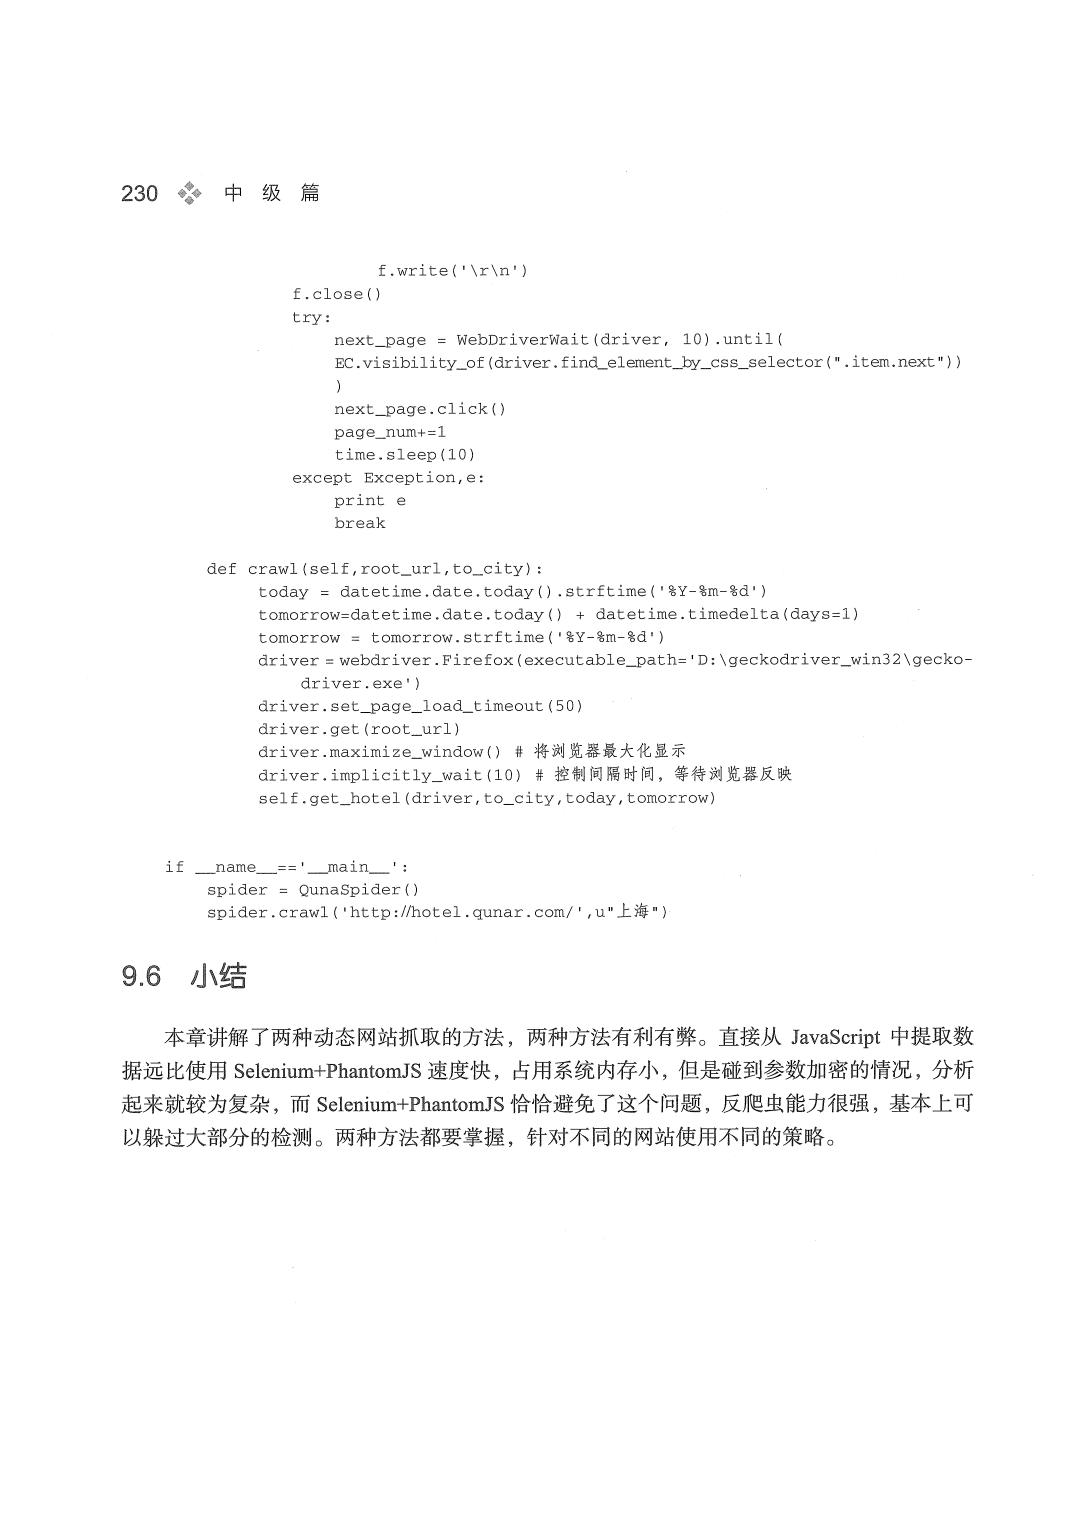 230 中 级 篇
f.write('\r\n')
f.close()
try:
next_page = WebDriverWait(driver, 10).until(
EC.visibility_of(driver.find_element_by_css_selector(".item.next"))
)
next_page.click()
page_num+=1
time.sleep(10)
except Exception,e:
print e
break
def crawl(self,root_url,to_city):
today = datetime.date.today().strftime('%Y-%m-%d')
tomorrow=datetime.date.today() + datetime.timedelta(days=1)
tomorrow = tomorrow.strftime('%Y-%m-%d')
driver = webdriver.Firefox(executable_path='D:\geckodriver_win32\gecko-
driver.exe')
driver.set_page_load_timeout(50)
driver.get(root_url)
driver.maximize_window() # 将浏览器最大化显示
driver.implicitly_wait(10) # 控制间隔时间，等待浏览器反映
self.get_hotel(driver,to_city,today,tomorrow)
if __name__=='__main__':
spider = QunaSpider()
spider.crawl('http://hotel.qunar.com/',u"上海")
9.6 小结
本章讲解了两种动态网站抓取的方法，两种方法有利有弊。直接从 JavaScript 中提取数
据远比使用 Selenium+PhantomJS 速度快，占用系统内存小，但是碰到参数加密的情况，分析
起来就较为复杂，而 Selenium+PhantomJS 恰恰避免了这个问题，反爬虫能力很强，基本上可
以躲过大部分的检测。两种方法都要掌握，针对不同的网站使用不同的策略。